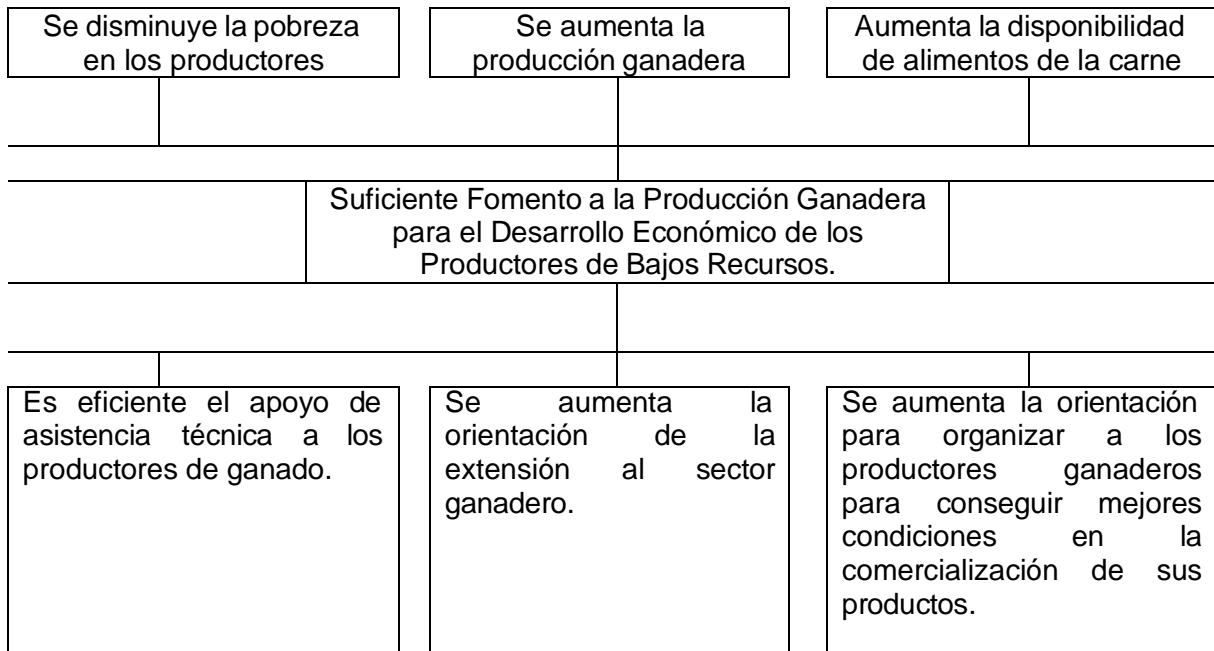 Se disminuye la pobreza
en los productores
Se aumenta la
producción ganadera
Aumenta la disponibilidad
de alimentos de la carne
Suficiente Fomento a la Producción Ganadera
para el Desarrollo Económico de los
Productores de Bajos Recursos.
Es eficiente el apoyo de
asistencia técnica a los
productores de ganado.
Se aumenta la
orientación de la
extensión al sector
ganadero.
Se aumenta la orientación
para organizar a los
productores ganaderos
para conseguir mejores
condiciones en la
comercialización de sus
productos.